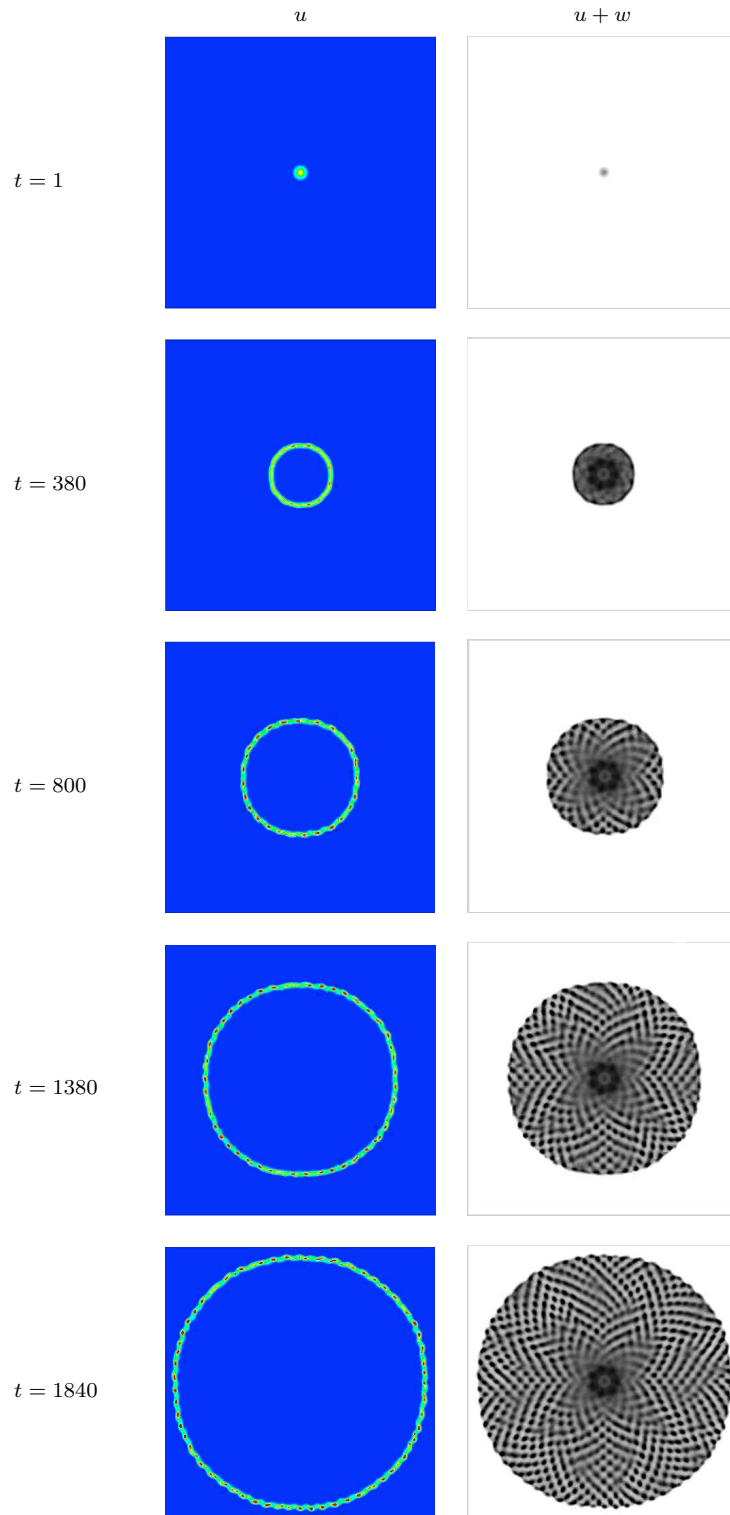 u u + w
t = 1
t = 380
t = 800
t = 1380
t = 1840